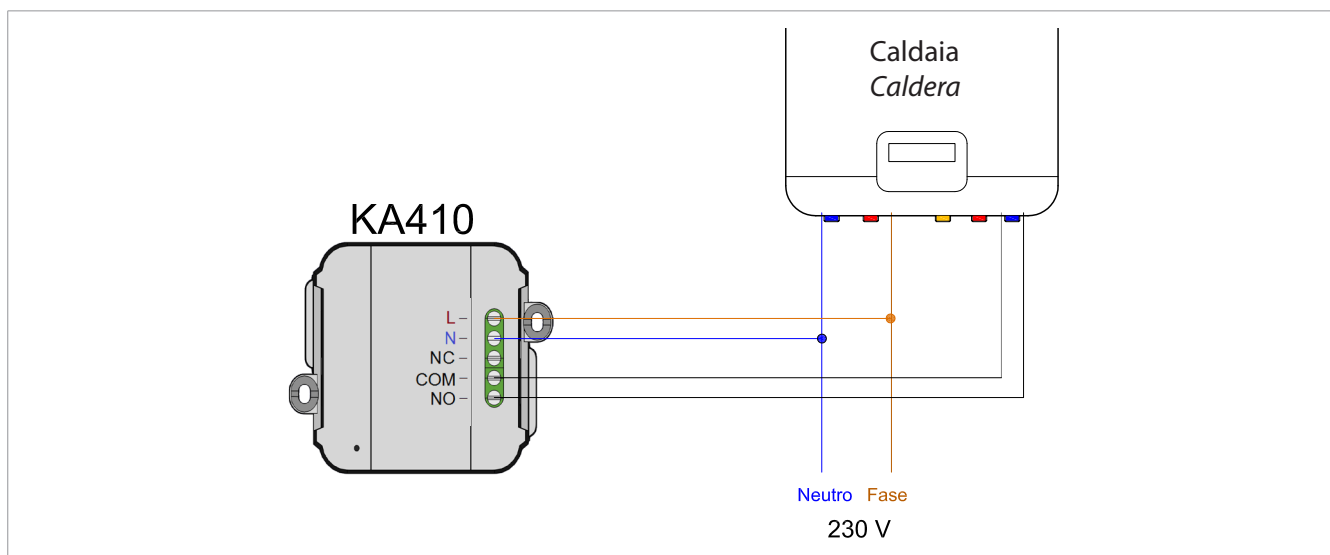 Caldaia
Caldera
KA410
L
N
NC
COM
NO
Neutro Fase
230 V